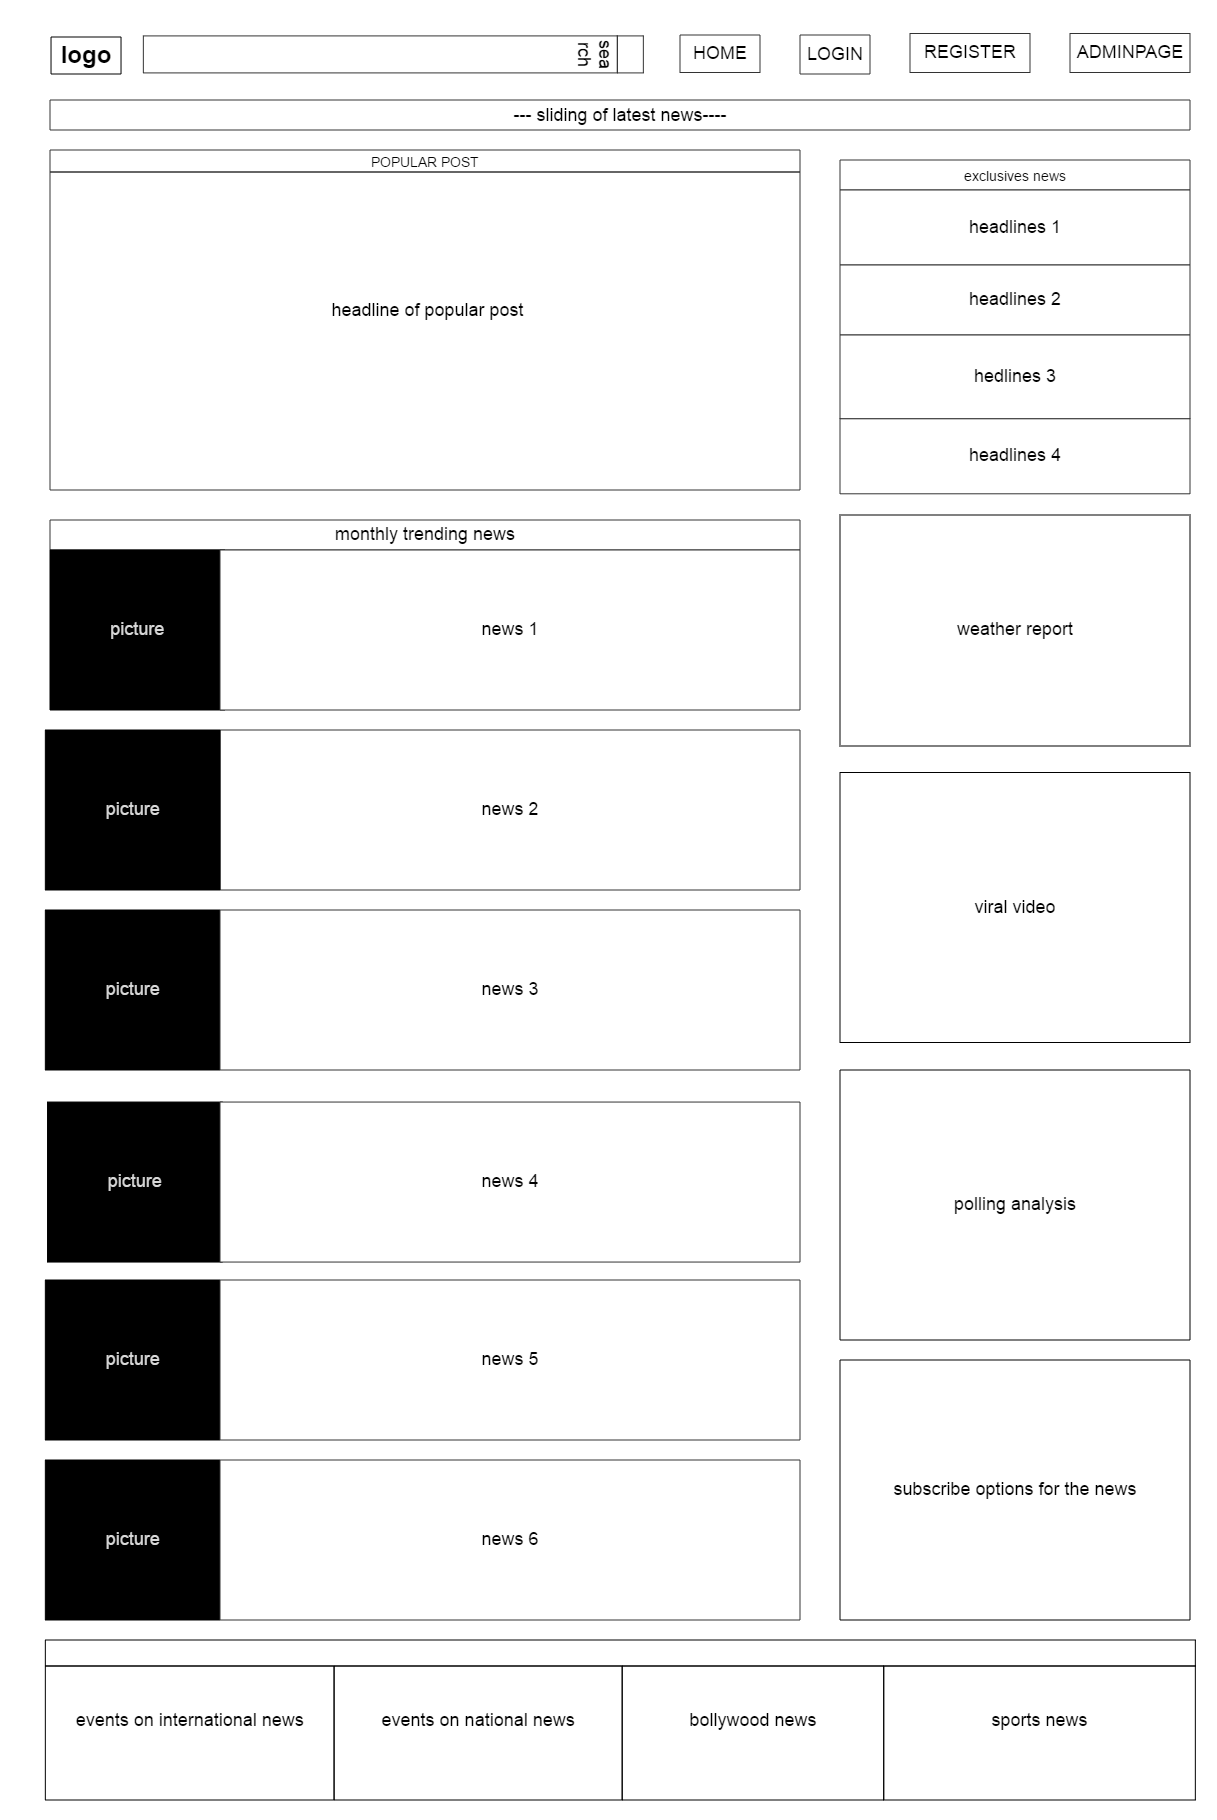 logo
sea
rch
HOME
LOGIN
REGISTER
ADMINPAGE
--- sliding of latest news----
POPULAR POST
headline of popular post
exclusives news
headlines 1
headlines 2
hedlines 3
headlines 4
monthly trending news
picture
news 1
picture
news 2
picture
news 3
picture
news 4
picture
news 5
picture
news 6
weather report
viral video
polling analysis
subscribe options for the news
events on international news
events on national news
bollywood news
sports news